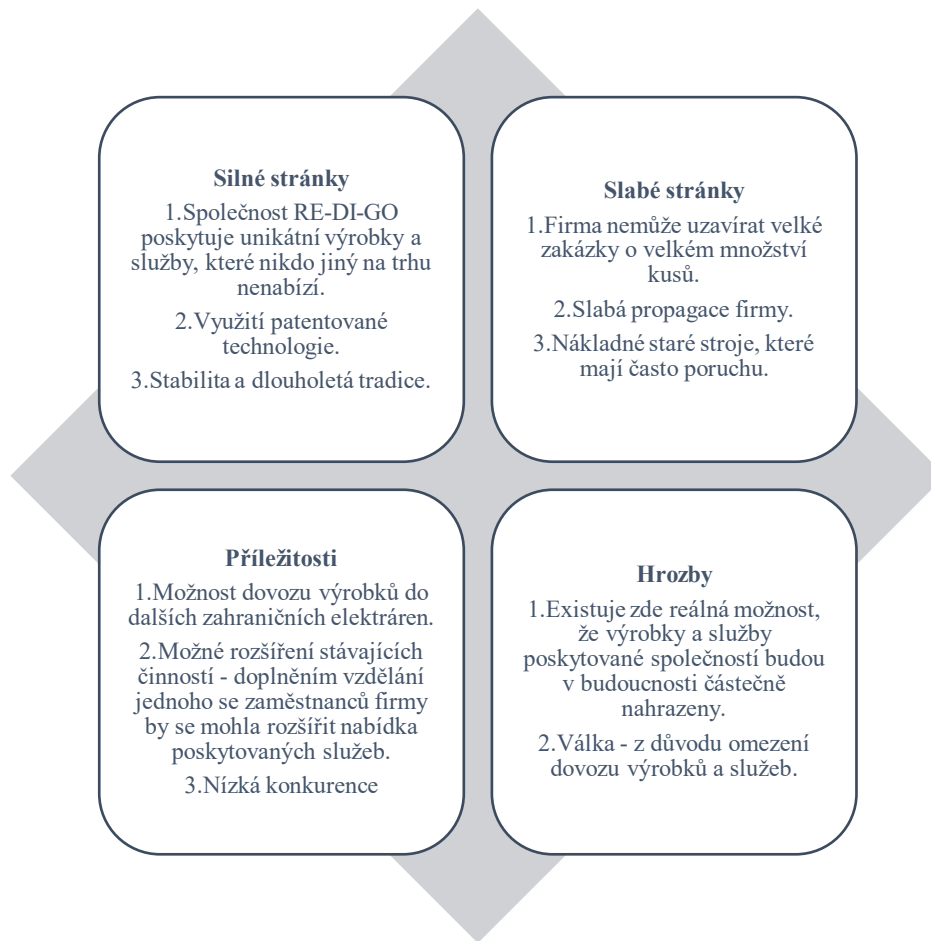 Silné stránky
1.Společnost RE-DI-GO
poskytuje unikátní výrobky a
služby, které nikdo jiný na trhu
nenabízí.
2.Využití patentované
technologie.
3.Stabilita a dlouholetá tradice.
Slabé stránky
1.Firma nemůže uzavírat velké
zakázky o velkém množství
kusů.
2.Slabá propagace firmy.
3.Nákladné staré stroje, které
mají často poruchu.
Příležitosti
1.Možnost dovozu výrobků do
dalších zahraničních elektráren.
2.Možné rozšíření stávajících
činností - doplněním vzdělání
jednoho se zaměstnanců firmy
by se mohla rozšířit nabídka
poskytovaných služeb.
3.Nízká konkurence
Hrozby
1.Existuje zde reálná možnost,
že výrobky a služby
poskytované společností budou
v budoucnosti částečně
nahrazeny.
2.Válka - z důvodu omezení
dovozu výrobků a služeb.